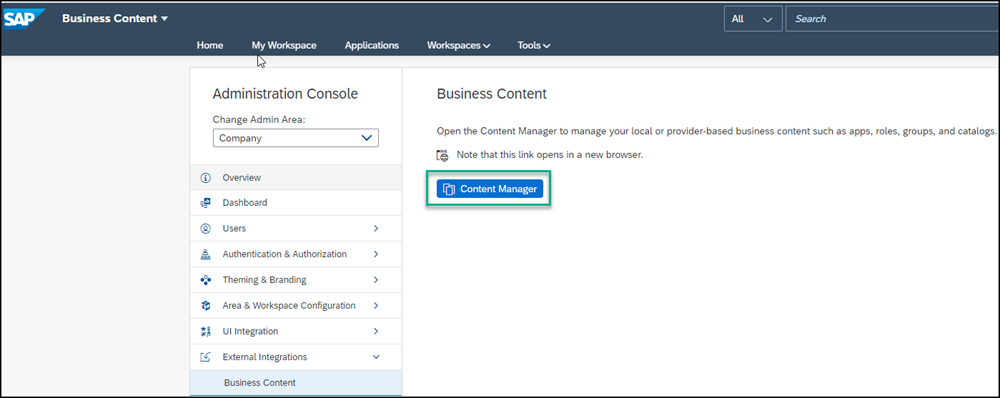 SAP
Business Content
All
Search
Home
My Workspace
Applications
Workspaces
Tools
Administration Console
Change Admin Area:
Company
Overview
Dashboard
Users
Authentication & Authorization
Theming & Branding
Area & Workspace Configuration
UI Integration
External Integrations
Business Content
Business Content
Open the Content Manager to manage your local or provider-based business content such as apps, roles, groups, and catalogs.
Note that this link opens in a new browser.
Content Manager